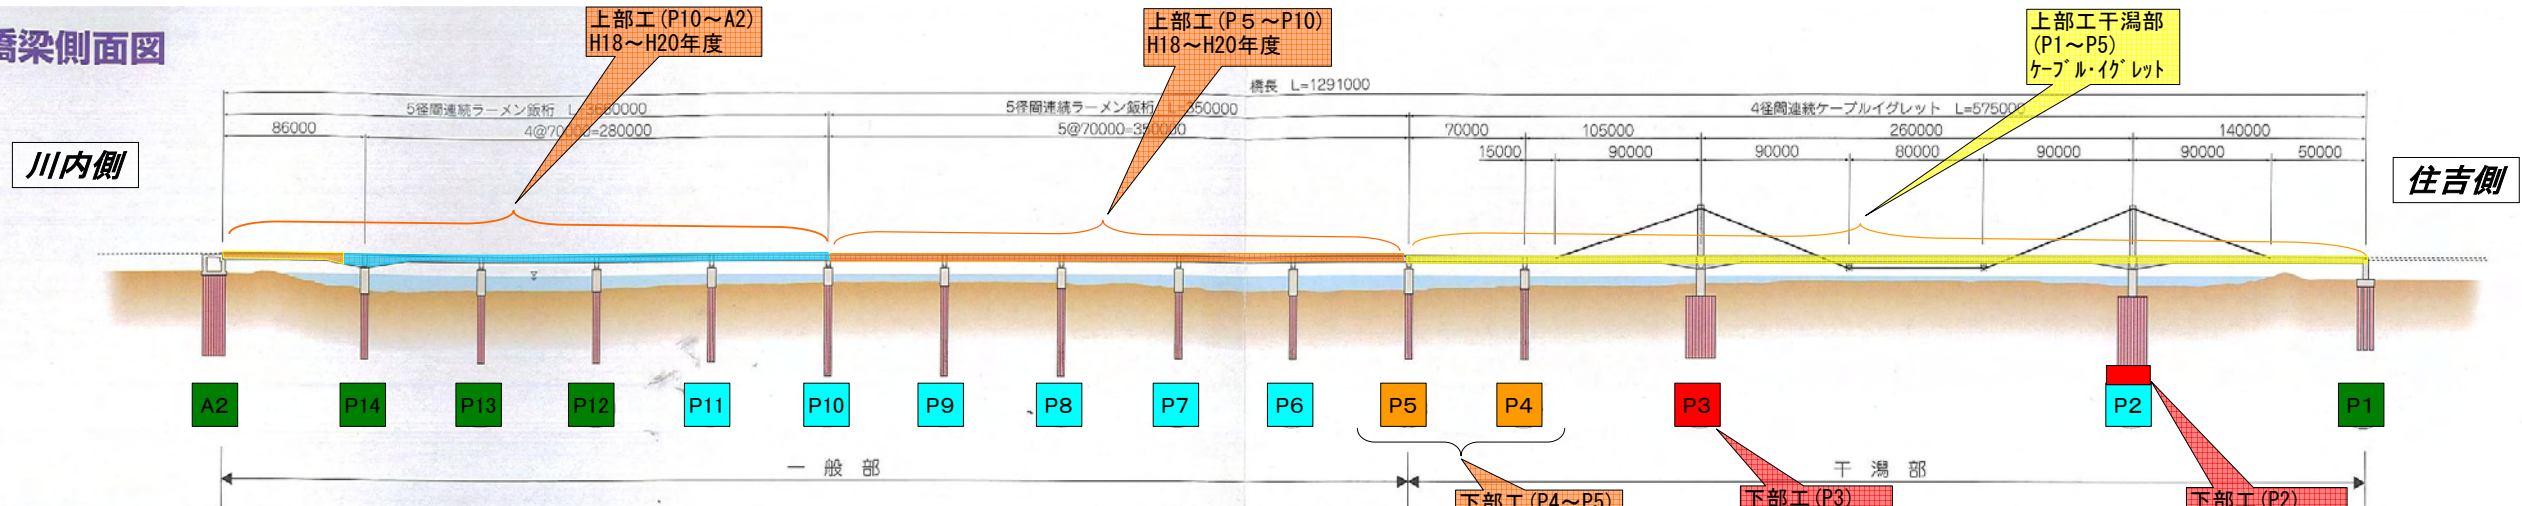 橋梁側面図
上部工(P10～A2)
H18～H20年度
上部工(P5～P10)
H18～H20年度
上部工干潟部
(P1～P5)
ｹｰﾌﾞﾙ･ｲｸﾞﾚｯﾄ
橋長 L=1291000
5径間連続ラーメン鈑桁 L=3660000
5径間連続ラーメン鈑桁 L=350000
4径間連続ケーブルイグレット L=575000
86000
4@70000=280000
5@70000=350000
70000
105000
260000
140000
15000
90000
90000
80000
90000
90000
50000
川内側
住吉側
A2
P14
P13
P12
P11
P10
P9
P8
P7
P6
P5
P4
P3
P2
P1
一般部
干潟部
下部工(P4～P5)
下部工(P3)
下部工(P2)